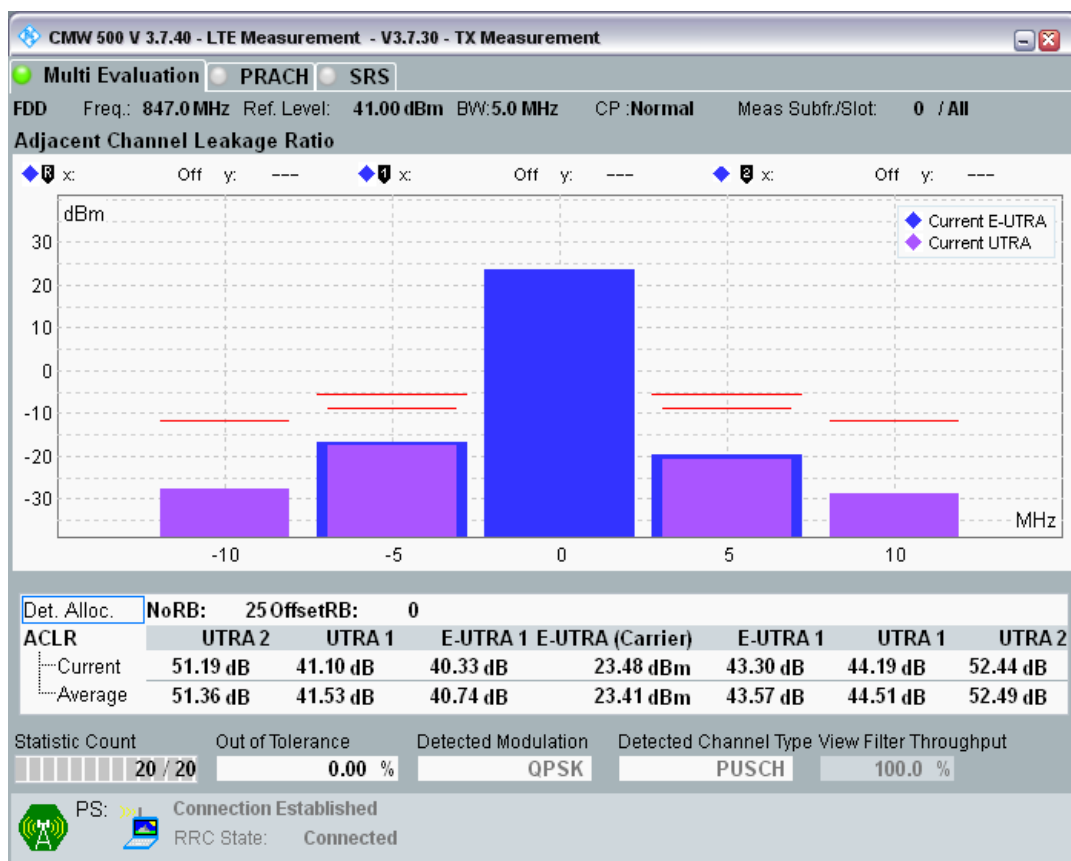 CMW 500 V 3.7.40 - LTE Measurement - V3.7.30 - TX Measurement
Multi Evaluation PRACH SRS
FDD Freq.: 847.0 MHz Ref. Level: 41.00 dBm BW:5.0 MHz CP :Normal Meas Subfr./Slot: 0 / All
Adjacent Channel Leakage Ratio
R x: Off y: --- 1 x: Off y: --- 2 x: Off y: ---
dBm
Current E-UTRA
Current UTRA
30
20
10
0
-10
-20
-30
MHz
-10 -5 0 5 10
Det. Alloc. NoRB: 25 OffsetRB: 0
ACLR UTRA 2 UTRA 1 E-UTRA 1 E-UTRA (Carrier) E-UTRA 1 UTRA 1 UTRA 2
Current 51.19 dB 41.10 dB 40.33 dB 23.48 dBm 43.30 dB 44.19 dB 52.44 dB
Average 51.36 dB 41.53 dB 40.74 dB 23.41 dBm 43.57 dB 44.51 dB 52.49 dB
Statistic Count Out of Tolerance Detected Modulation Detected Channel Type View Filter Throughput
20 / 20 0.00 % QPSK PUSCH 100.0 %
PS: Connection Established
RRC State: Connected